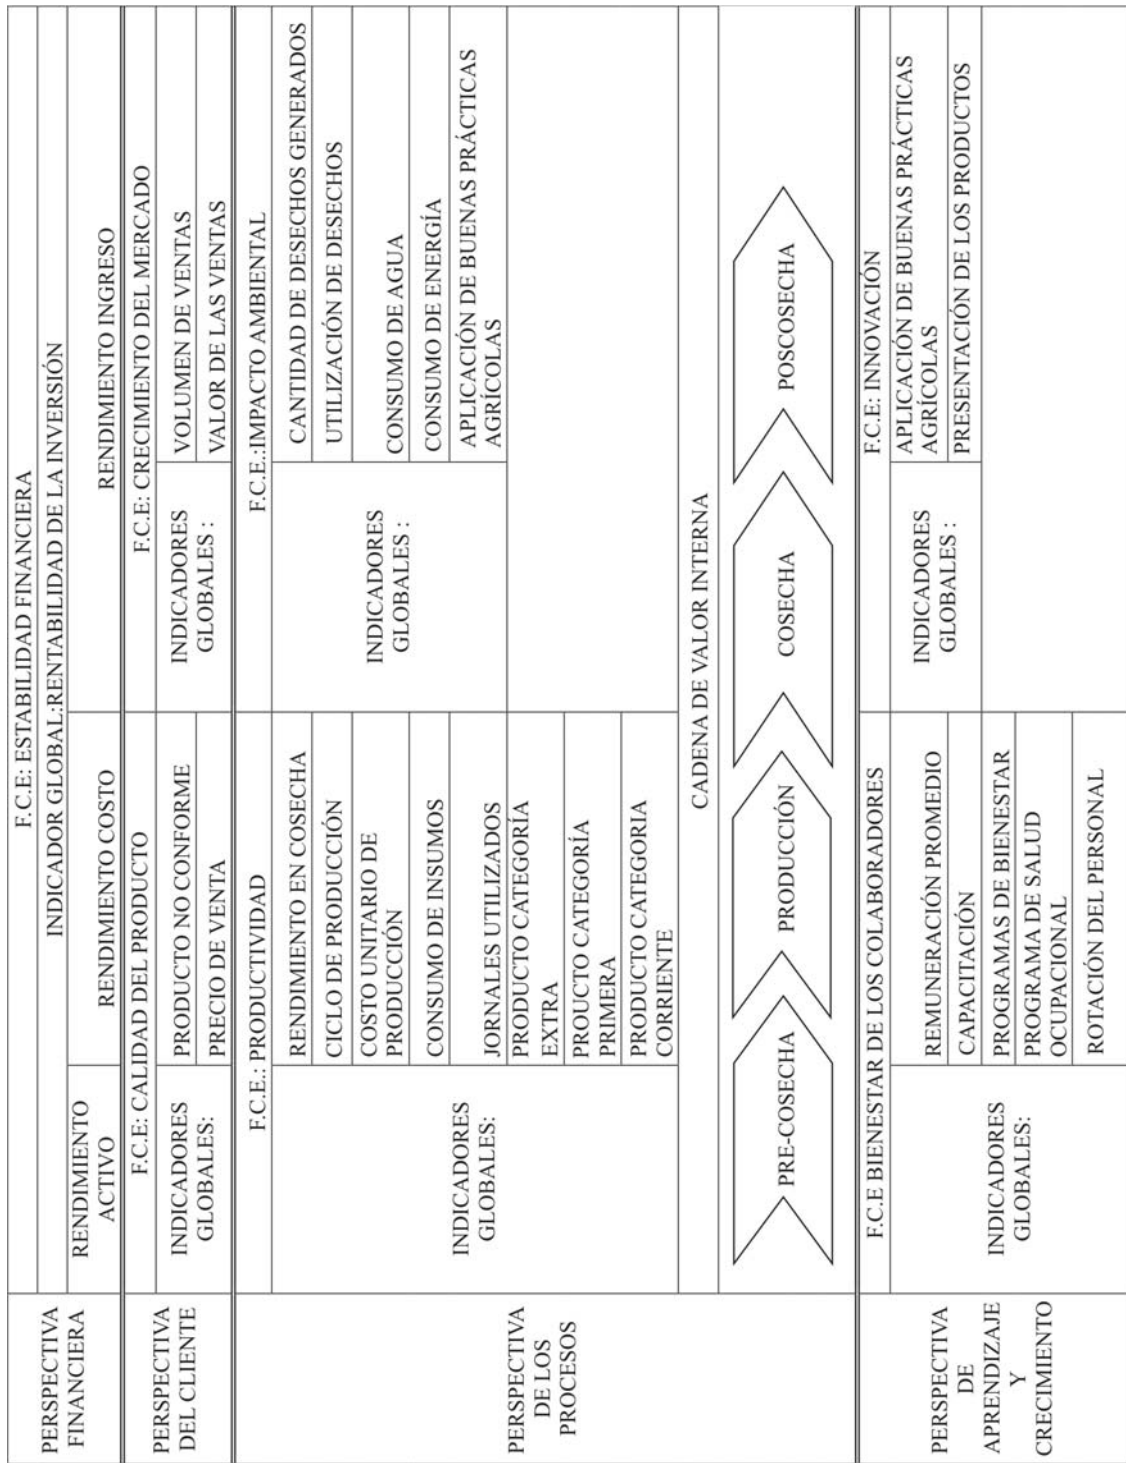 PERSPECTIVA
FINANCIERA
F.C.E: ESTABILIDAD FINANCIERA
INDICADOR GLOBAL:RENTABILIDAD DE LA INVERSIÓN
RENDIMIENTO
ACTIVO
RENDIMIENTO COSTO
RENDIMIENTO INGRESO
PERSPECTIVA
DEL CLIENTE
F.C.E: CALIDAD DEL PRODUCTO
INDICADORES
GLOBALES:
PRODUCTO NO CONFORME
PRECIO DE VENTA
F.C.E: CRECIMIENTO DEL MERCADO
INDICADORES
GLOBALES :
VOLUMEN DE VENTAS
VALOR DE LAS VENTAS
PERSPECTIVA
DE LOS
PROCESOS
F.C.E.: PRODUCTIVIDAD
INDICADORES
GLOBALES:
RENDIMIENTO EN COSECHA
CICLO DE PRODUCCIÓN
COSTO UNITARIO DE
PRODUCCIÓN
CONSUMO DE INSUMOS
JORNALES UTILIZADOS
PRODUCTO CATEGORÍA
EXTRA
PROUCTO CATEGORÍA
PRIMERA
PRODUCTO CATEGORIA
CORRIENTE
F.C.E.:IMPACTO AMBIENTAL
INDICADORES
GLOBALES :
CANTIDAD DE DESECHOS GENERADOS
UTILIZACIÓN DE DESECHOS
CONSUMO DE AGUA
CONSUMO DE ENERGÍA
APLICACIÓN DE BUENAS PRÁCTICAS
AGRÍCOLAS
CADENA DE VALOR INTERNA
PRE-COSECHA
PRODUCCIÓN
COSECHA
POSCOSECHA
PERSPECTIVA
DE
APRENDIZAJE
Y
CRECIMIENTO
F.C.E BIENESTAR DE LOS COLABORADORES
INDICADORES
GLOBALES:
REMUNERACIÓN PROMEDIO
CAPACITACIÓN
PROGRAMAS DE BIENESTAR
PROGRAMA DE SALUD
OCUPACIONAL
ROTACIÓN DEL PERSONAL
F.C.E: INNOVACIÓN
INDICADORES
GLOBALES :
APLICACIÓN DE BUENAS PRÁCTICAS
AGRÍCOLAS
PRESENTACIÓN DE LOS PRODUCTOS